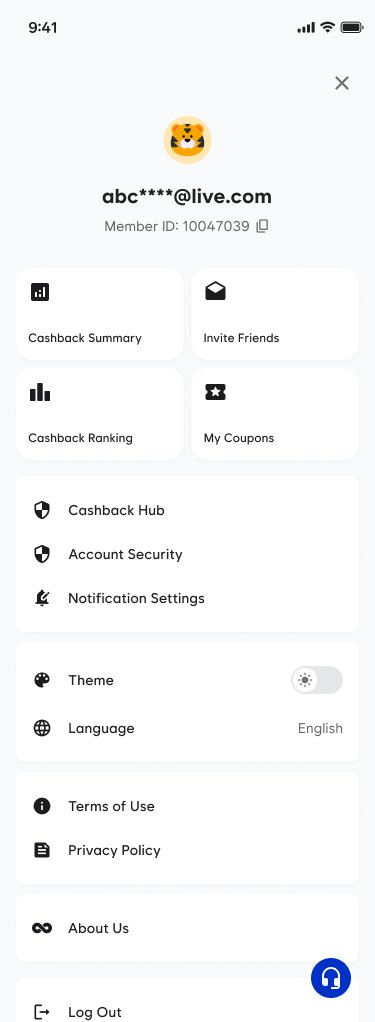 9:41
abc****@live.com
Member ID: 10047039
Cashback Summary
Invite Friends
Cashback Ranking
My Coupons
Cashback Hub
Account Security
Notification Settings
Theme
Language
English
Terms of Use
Privacy Policy
About Us
Log Out